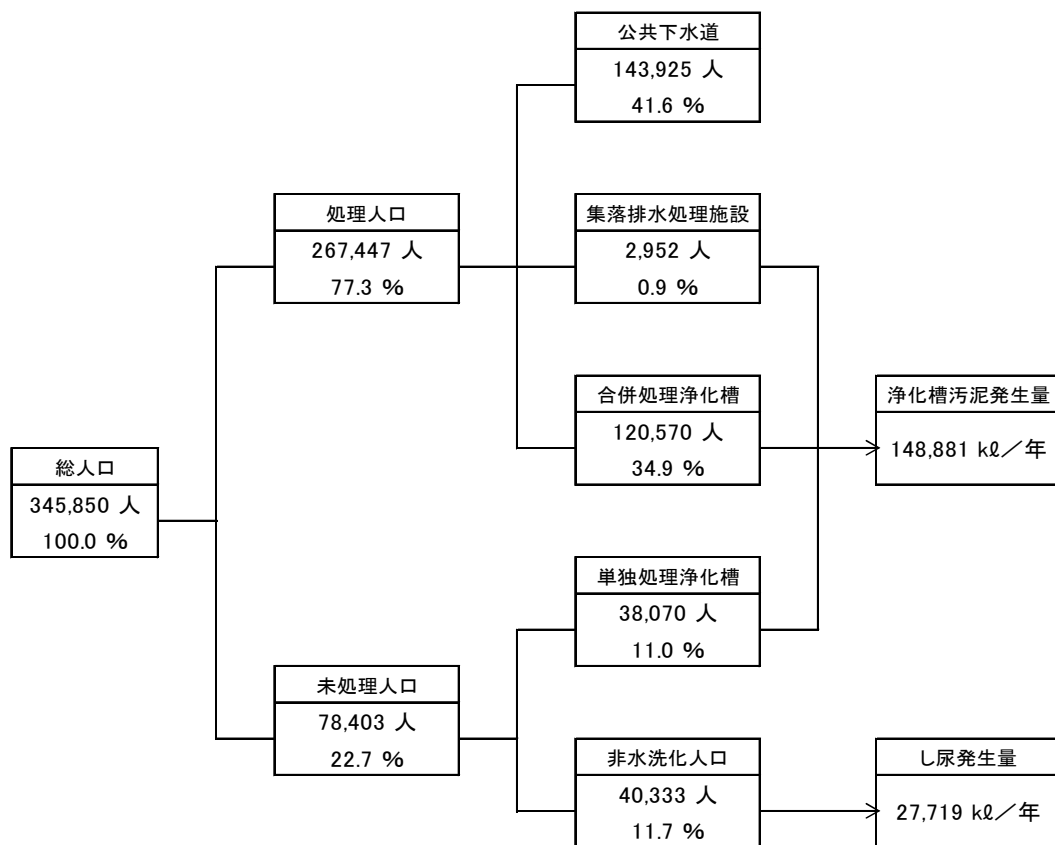 公共下水道
143,925 人
41.6 %
処理人口
267,447 人
77.3 %
集落排水処理施設
2,952 人
0.9 %
合併処理浄化槽
120,570 人
34.9 %
浄化槽汚泥発生量
148,881 kℓ／年
総人口
345,850 人
100.0 %
単独処理浄化槽
38,070 人
11.0 %
未処理人口
78,403 人
22.7 %
非水洗化人口
40,333 人
11.7 %
し尿発生量
27,719 kℓ／年